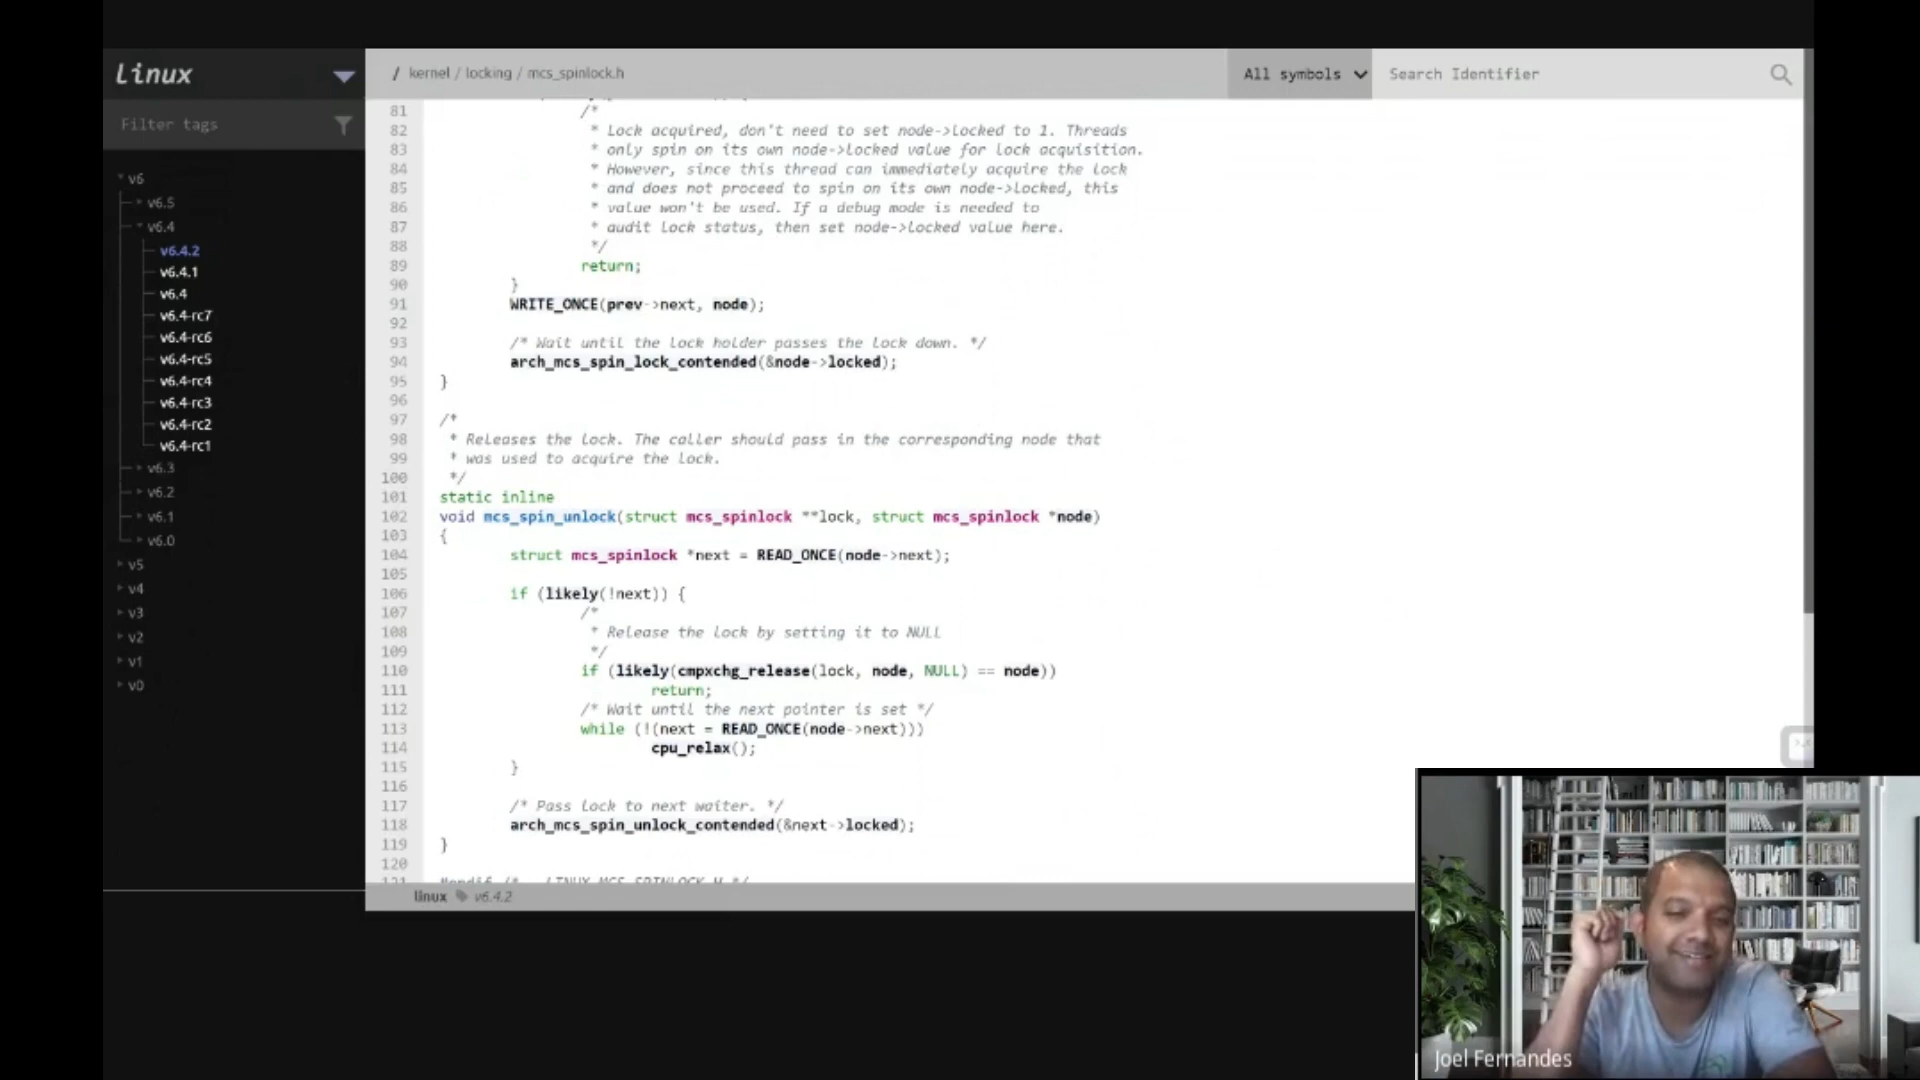 Linux
/ kernel / locking / mcs_spinlock.h
All symbols
Search Identifier
Filter tags
v6
v6.5
v6.4
v6.4.2
v6.4.1
v6.4
v6.4-rc7
v6.4-rc6
v6.4-rc5
v6.4-rc4
v6.4-rc3
v6.4-rc2
v6.4-rc1
v6.3
v6.2
v6.1
v6.0
v5
v4
v3
v2
v1
v0
81 /*
82 * Lock acquired, don't need to set node->locked to 1. Threads
83 * only spin on its own node->locked value for lock acquisition.
84 * However, since this thread can immediately acquire the lock
85 * and does not proceed to spin on its own node->locked, this
86 * value won't be used. If a debug mode is needed to
87 * audit lock status, then set node->locked value here.
88 */
89 return;
90 }
91 WRITE_ONCE(prev->next, node);
92
93 /* Wait until the lock holder passes the lock down. */
94 arch_mcs_spin_lock_contended(&node->locked);
95 }
96
97 /*
98 * Releases the lock. The caller should pass in the corresponding node that
99 * was used to acquire the lock.
100 */
101 static inline
102 void mcs_spin_unlock(struct mcs_spinlock **lock, struct mcs_spinlock *node)
103 {
104 struct mcs_spinlock *next = READ_ONCE(node->next);
105
106 if (likely(!next)) {
107 /*
108 * Release the lock by setting it to NULL
109 */
110 if (likely(cmpxchg_release(lock, node, NULL) == node))
111 return;
112 /* Wait until the next pointer is set */
113 while (!(next = READ_ONCE(node->next)))
114 cpu_relax();
115 }
116
117 /* Pass lock to next waiter. */
118 arch_mcs_spin_unlock_contended(&next->locked);
119 }
120
linux v6.4.2
Joel Fernandes